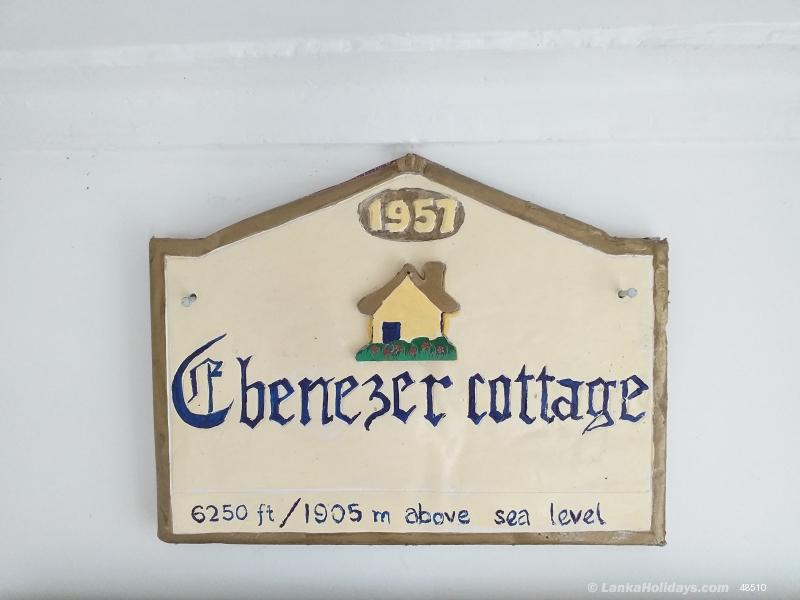 1957
Ebenezer cottage
6250 ft/1905 m above sea level
© LankaHolidays.com 48510